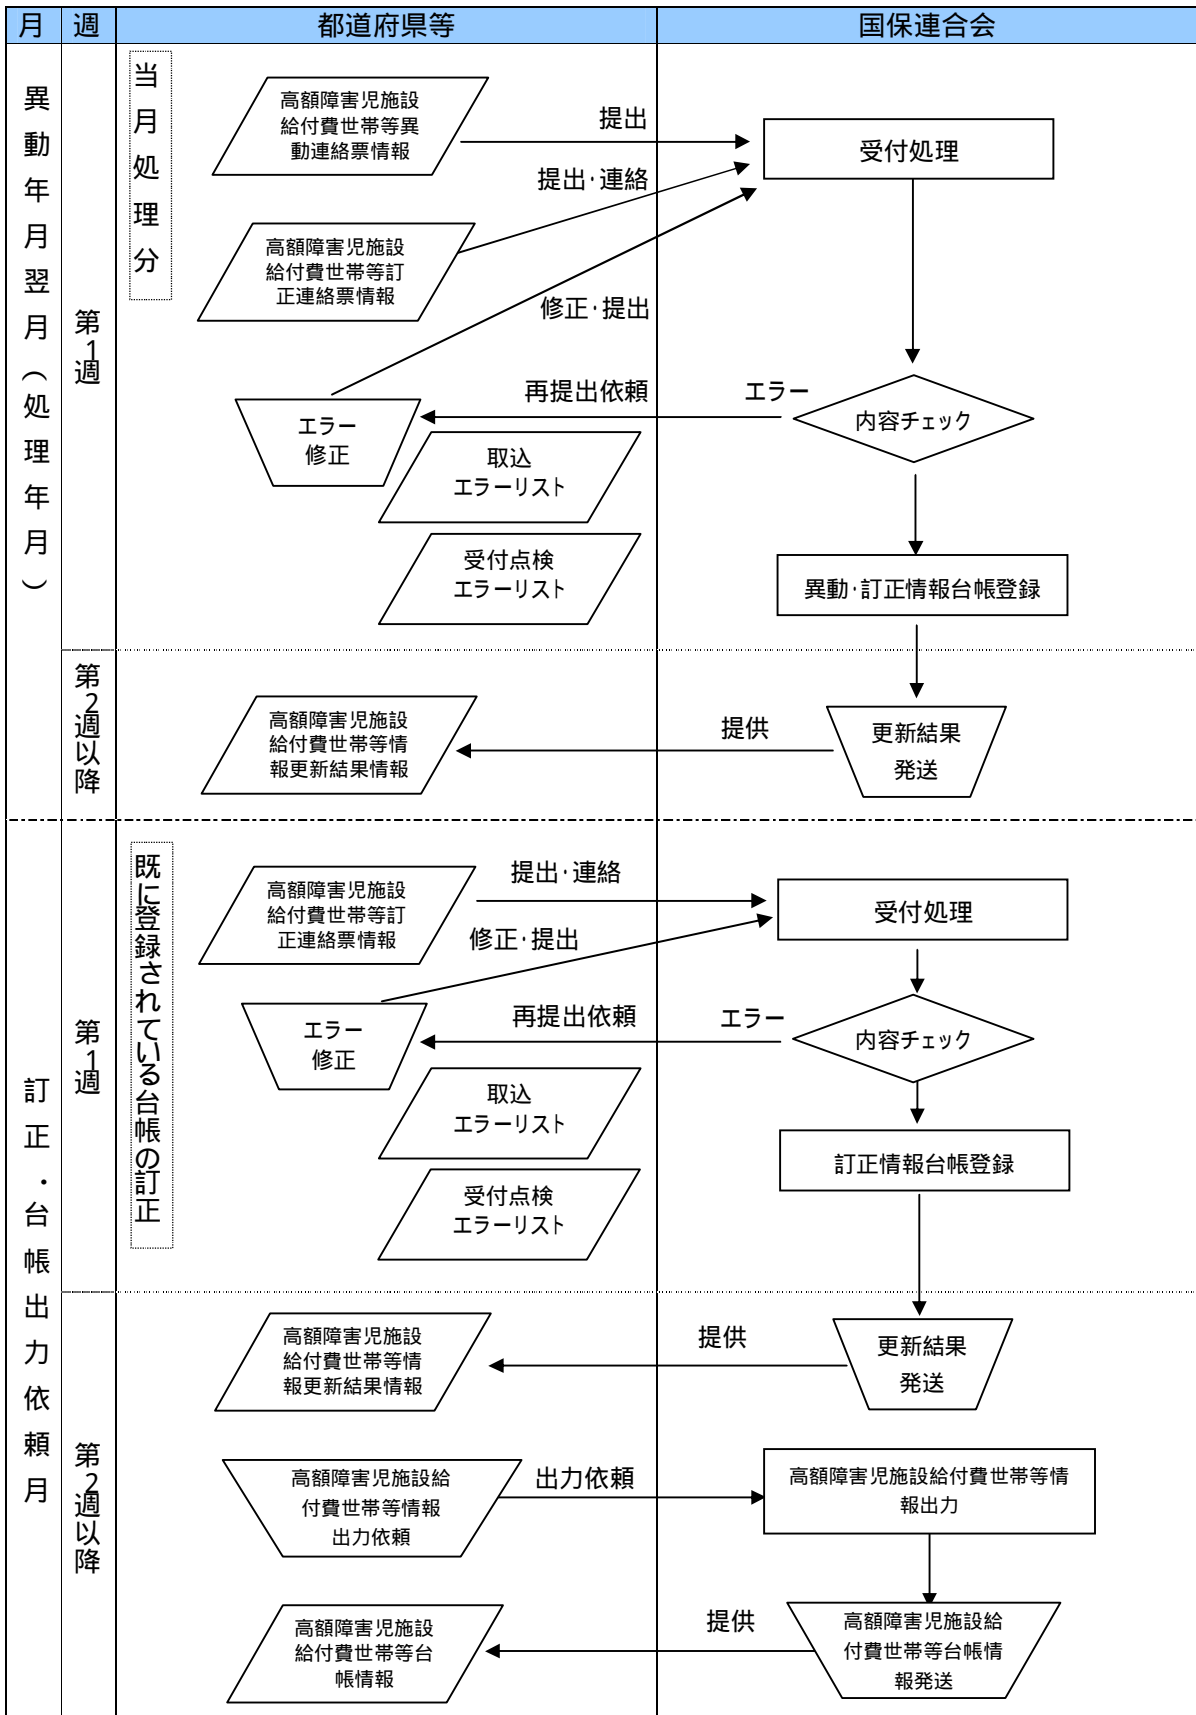 月
週
都道府県等
国保連合会
異動年月翌月(処理年月)
第1週
当月処理分
高額障害児施設
給付費世帯等異
動連絡票情報
提出
受付処理
提出・連絡
高額障害児施設
給付費世帯等訂
正連絡票情報
修正・提出
再提出依頼
エラー
内容チェック
エラー
修正
取込
エラーリスト
受付点検
エラーリスト
異動・訂正情報台帳登録
第2週以降
高額障害児施設
給付費世帯等情
報更新結果情報
提供
更新結果
発送
訂正・台帳出力依頼月
第1週
既に登録されている台帳の訂正
高額障害児施設
給付費世帯等訂
正連絡票情報
提出・連絡
受付処理
修正・提出
エラー
修正
再提出依頼
エラー
内容チェック
取込
エラーリスト
訂正情報台帳登録
受付点検
エラーリスト
第2週以降
高額障害児施設
給付費世帯等情
報更新結果情報
提供
更新結果
発送
高額障害児施設給
付費世帯等情報
出力依頼
出力依頼
高額障害児施設給付費世帯等情
報出力
高額障害児施設
給付費世帯等台
帳情報
提供
高額障害児施設給
付費世帯等台帳情
報発送